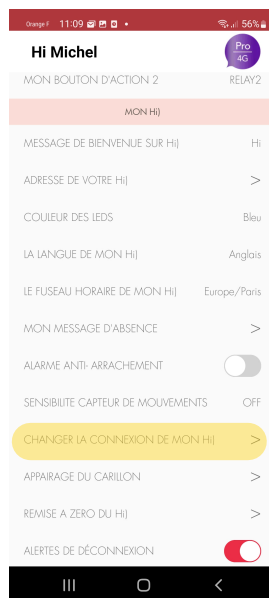 Orange F 11:09 56%
Hi Michel
Pro
4G
MON BOUTON D'ACTION 2 RELAY2
MON Hi)
MESSAGE DE BIENVENUE SUR Hi) Hi
ADRESSE DE VOTRE Hi) >
COULEUR DES LEDS Bleu
LA LANGUE DE MON Hi) Anglais
LE FUSEAU HORAIRE DE MON Hi) Europe/Paris
MON MESSAGE D'ABSENCE >
ALARME ANTI- ARRACHEMENT
SENSIBILITE CAPTEUR DE MOUVEMENTS OFF
CHANGER LA CONNEXION DE MON Hi) >
APPAIRAGE DU CARILLON >
REMISE A ZERO DU Hi) >
ALERTES DE DÉCONNEXION